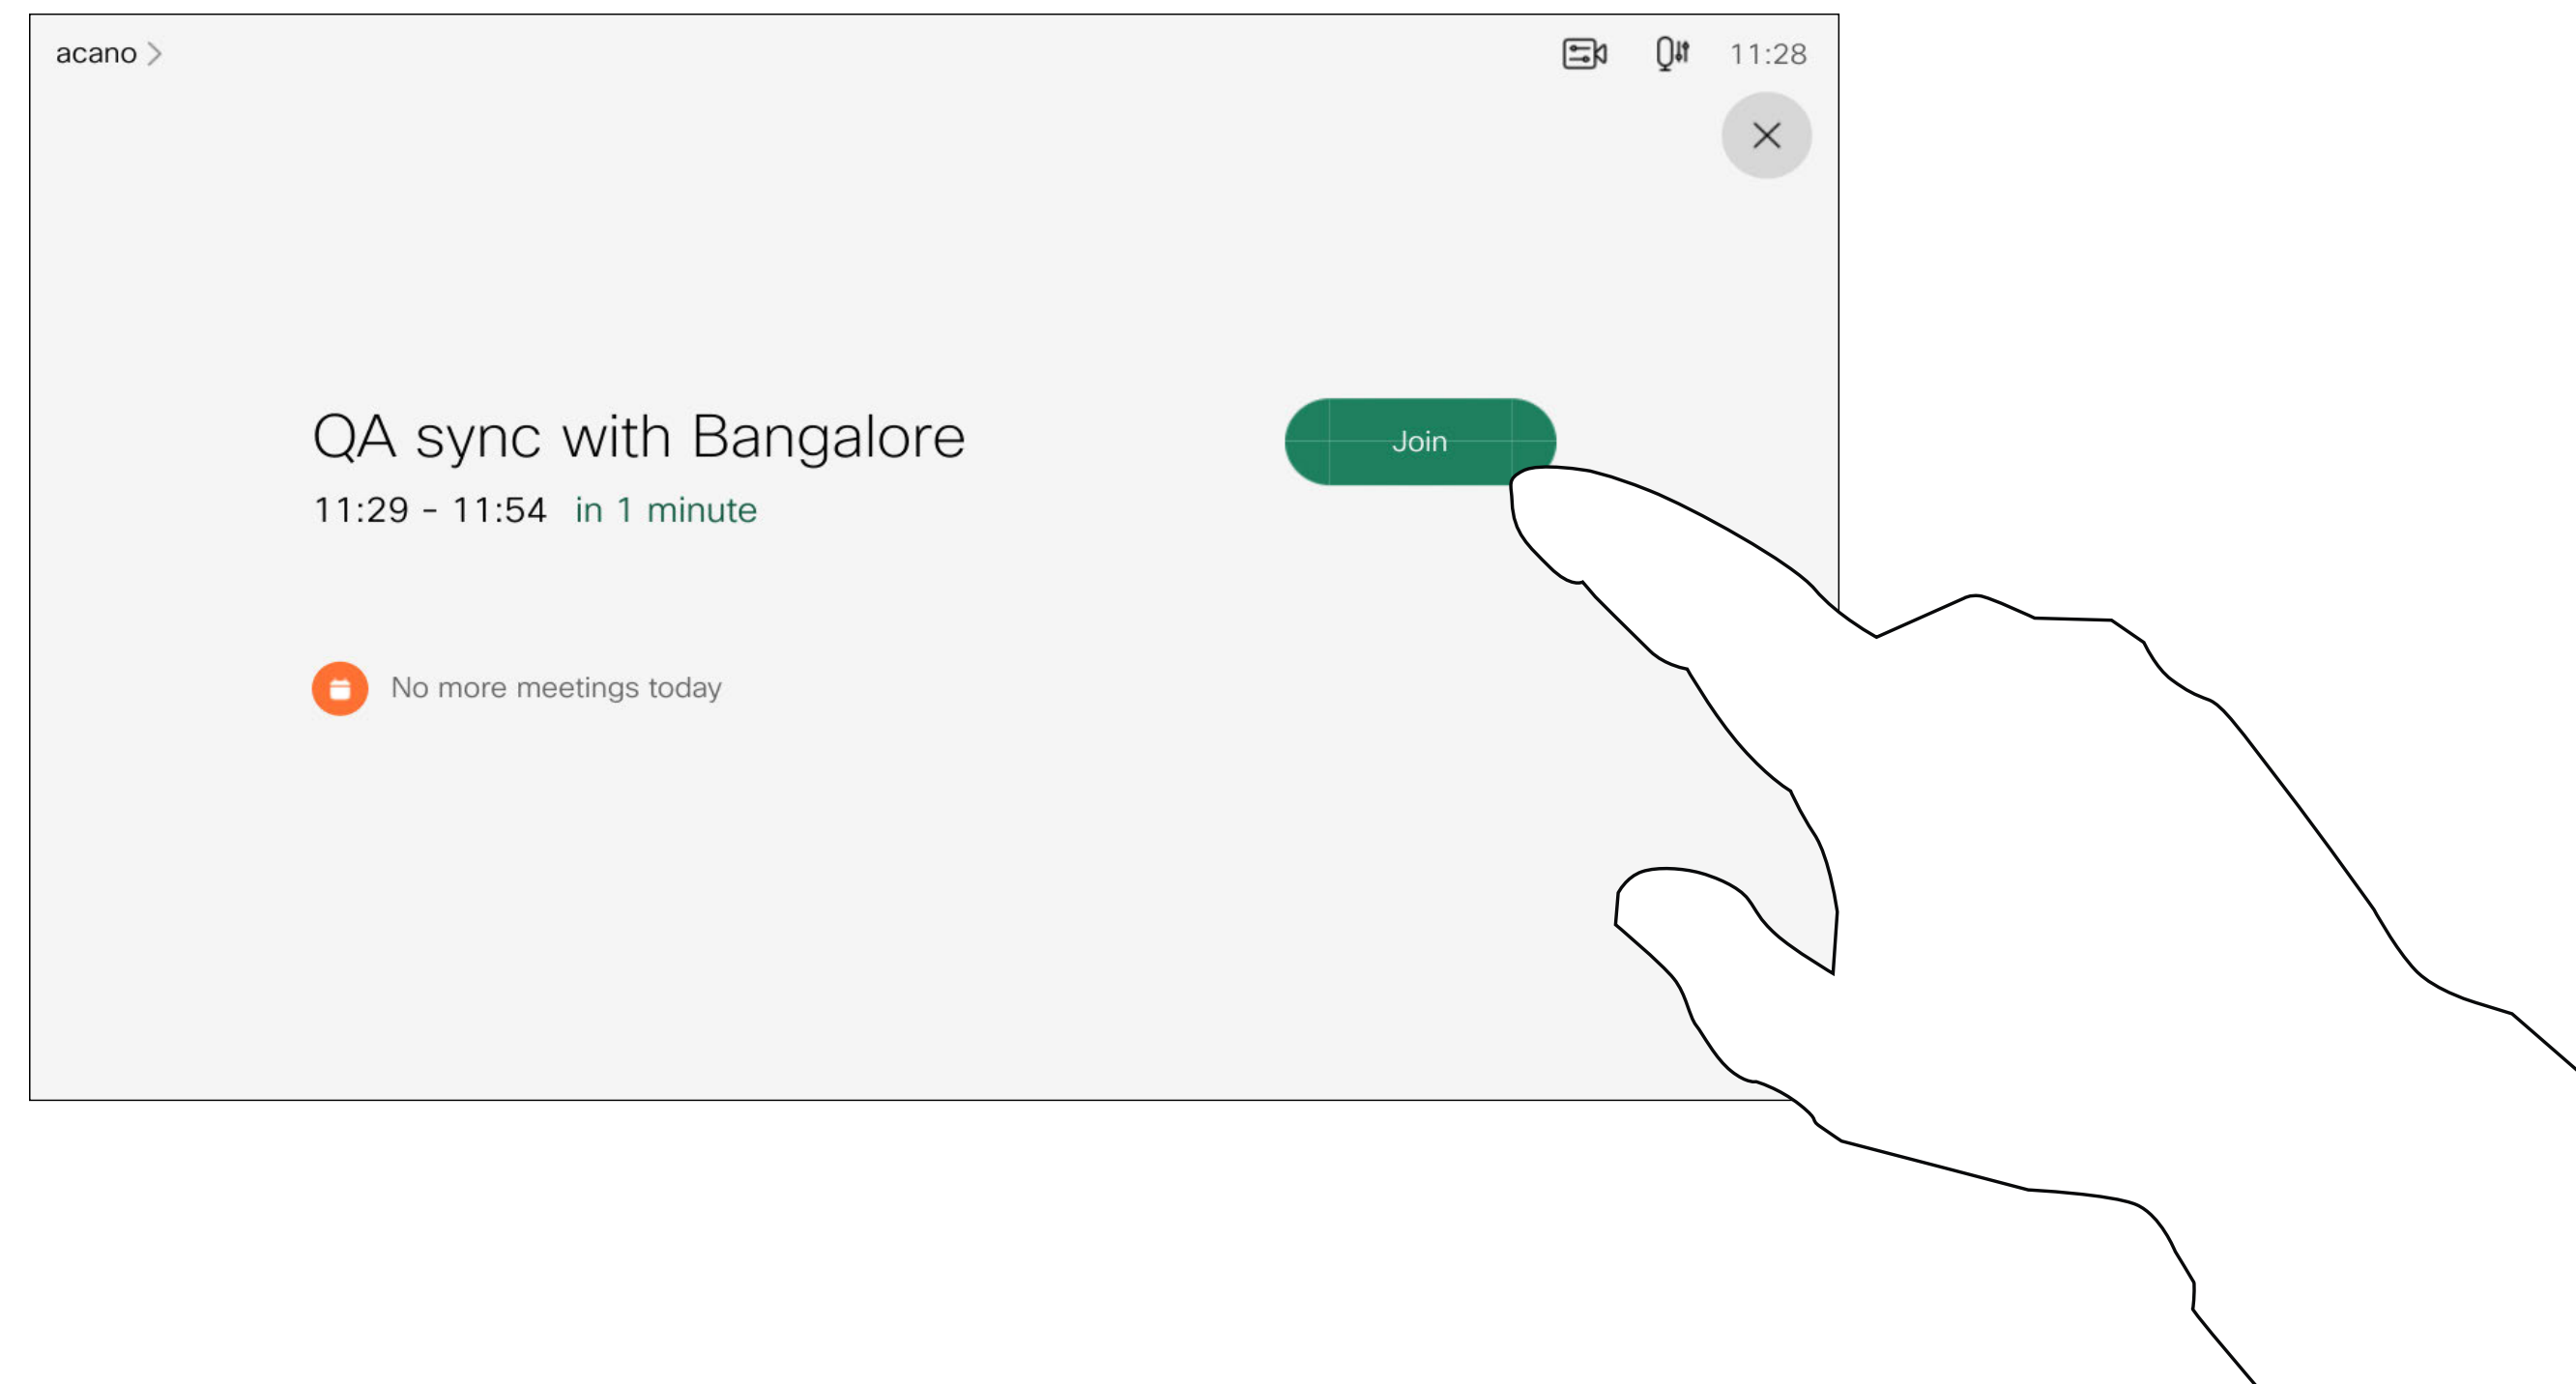 acano
11:28
QA sync with Bangalore
Join
11:29 - 11:54 in 1 minute
No more meetings today